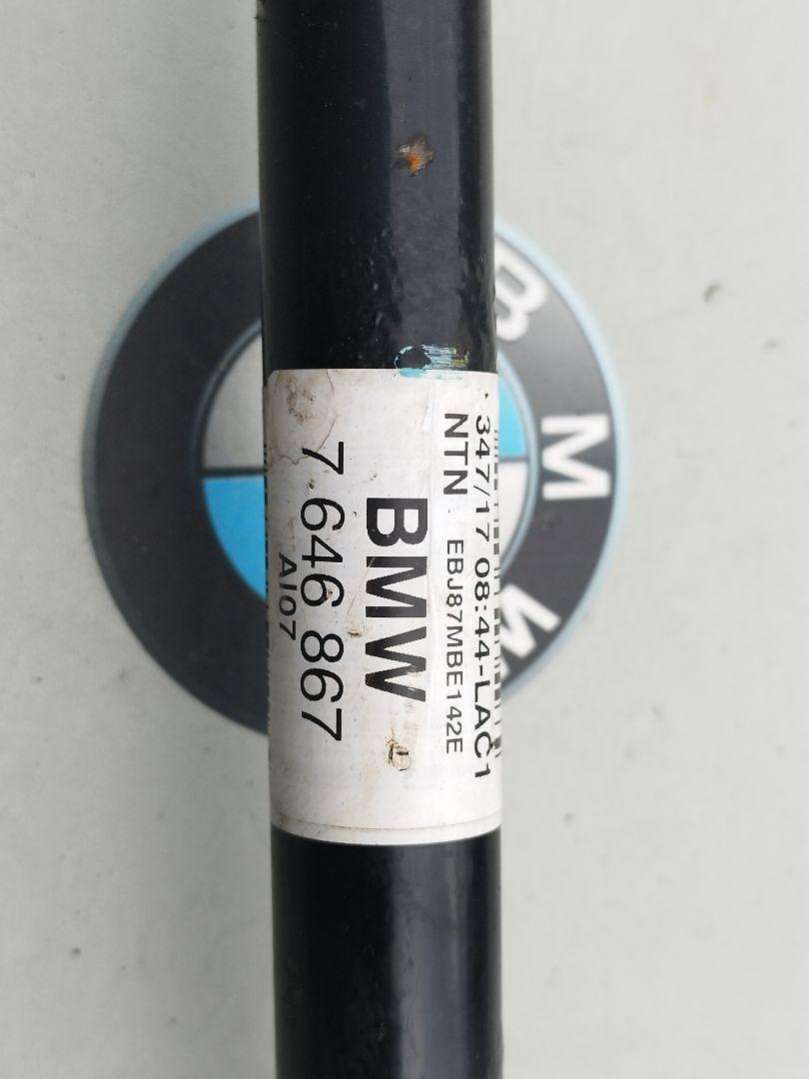 ·347/17 08:44-LAC1
NTN EBJ87MBE142E
BMW
7 646 867
AI07
B M W